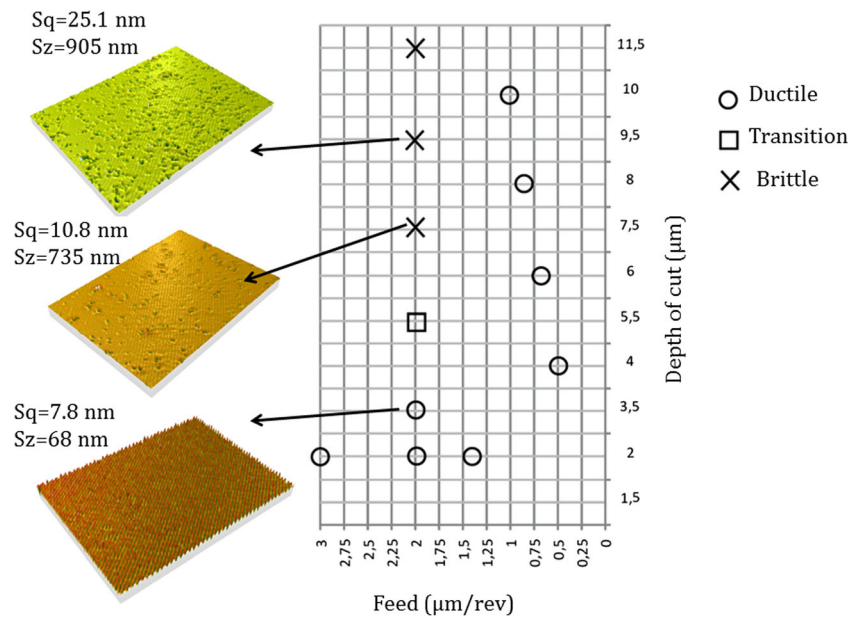 Sq=25.1 nm
Sz=905 nm
Sq=10.8 nm
Sz=735 nm
Sq=7.8 nm
Sz=68 nm
11,5
10
9,5
8
7,5
6
5,5
4
3,5
2
1,5
Depth of cut (µm)
3
2,75
2,5
2,25
2
1,75
1,5
1,25
1
0,75
0,5
0,25
0
Feed (µm/rev)
Ductile
Transition
Brittle